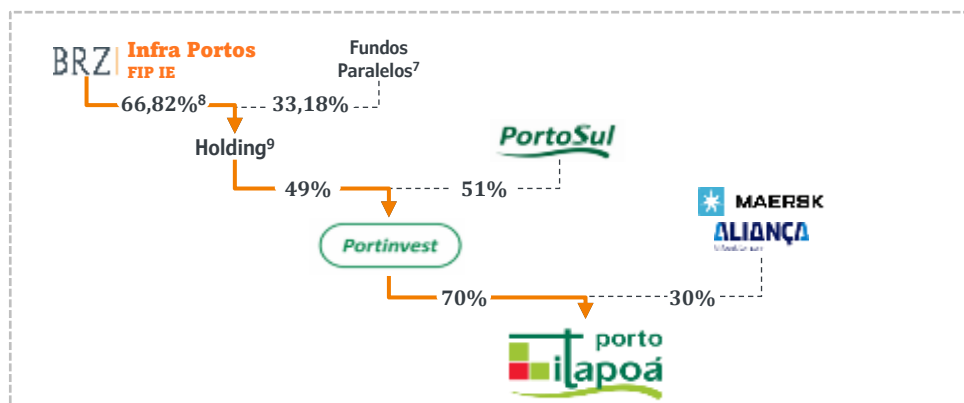 BRZ
Infra Portos
FIP IE
Fundos
Paralelos⁷
66,82%⁸
33,18%
Holding⁹
PortoSul
49%
51%
MAERSK
ALIANÇA
Portinvest
70%
30%
porto
itapoá